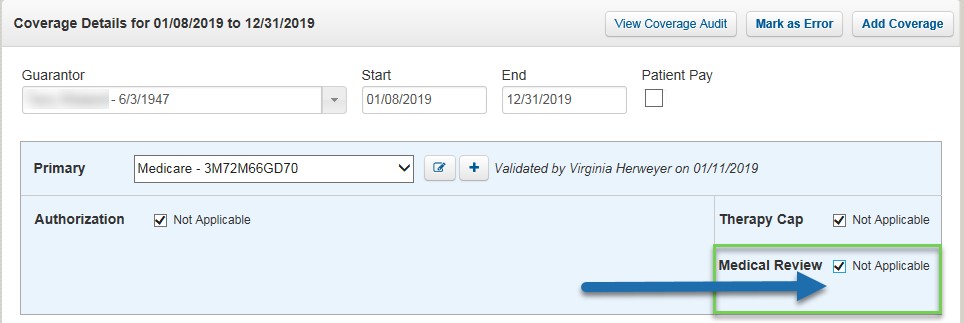 Coverage Details for 01/08/2019 to 12/31/2019
View Coverage Audit
Mark as Error
Add Coverage
Guarantor
Start
End
Patient Pay
- 6/3/1947
01/08/2019
12/31/2019
Primary
Medicare - 3M72M66GD70
Validated by Virginia Herweyer on 01/11/2019
Authorization
Not Applicable
Therapy Cap
Not Applicable
Medical Review
Not Applicable